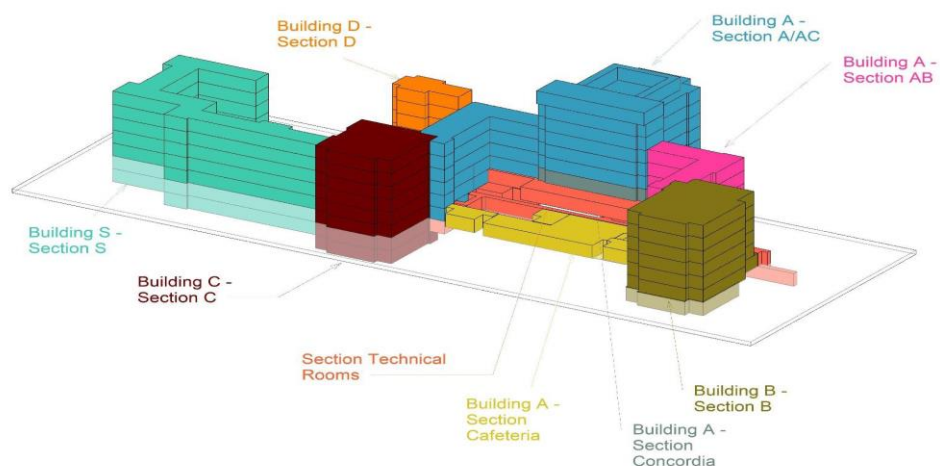 Building D -
Section D
Building A -
Section A/AC
Building A -
Section AB
Building S -
Section S
Building C -
Section C
Section Technical
Rooms
Building A -
Section
Cafeteria
Building B -
Section B
Building A -
Section
Concordia